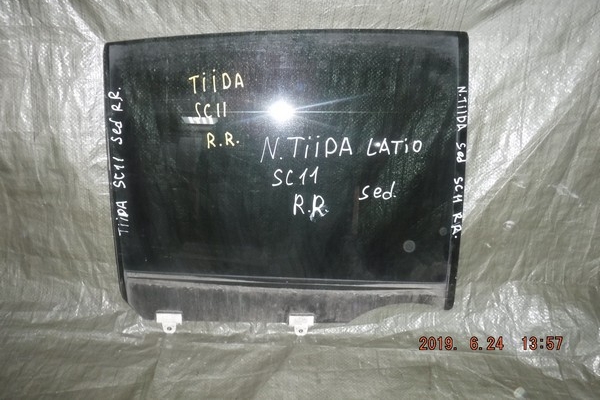 TiiDA
SC11
R.R.
N.TiiDA LATiO
SC11
sed.
R.R.
TiiDA SC11 sed R.R.
N.TiiDA sed SC11 R.R.
2019. 6.24 13:57